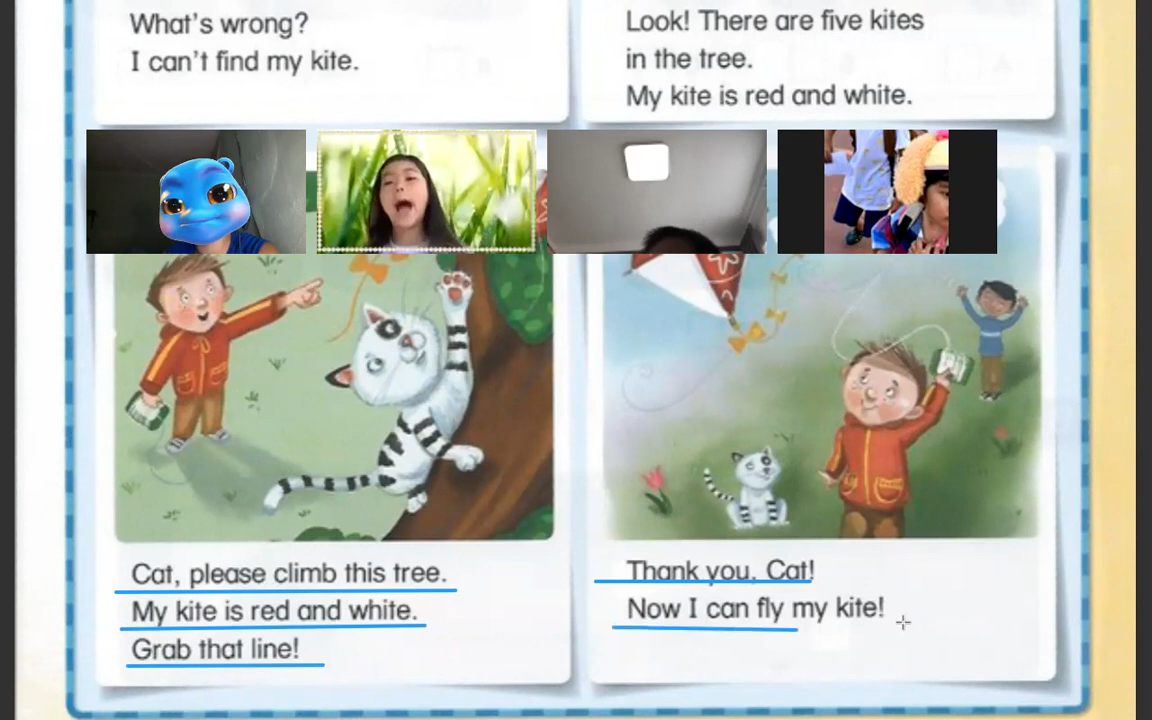 What's wrong?
I can't find my kite.
Look! There are five kites
in the tree.
My kite is red and white.
Cat, please climb this tree.
My kite is red and white.
Grab that line!
Thank you, Cat!
Now I can fly my kite!